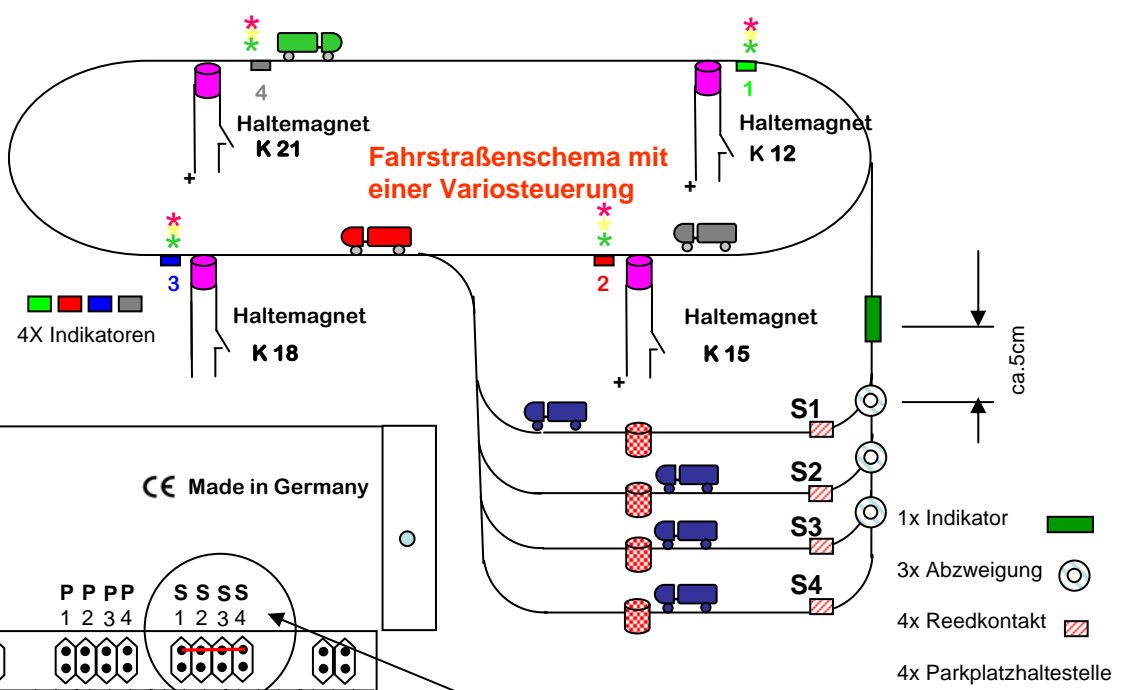 * * * *
4
1
Haltemagnet
K 21
Haltemagnet
K 12
+
+
Fahrstraßenschema mit
einer Variosteuerung
3
2
4X Indikatoren
Haltemagnet
K 18
Haltemagnet
K 15
+
ca.5cm
S1
S2
S3
S4
CE Made in Germany
P P P P
1 2 3 4
S S S S
1 2 3 4
1x Indikator
3x Abzweigung
4x Reedkontakt
4x Parkplatzhaltestelle